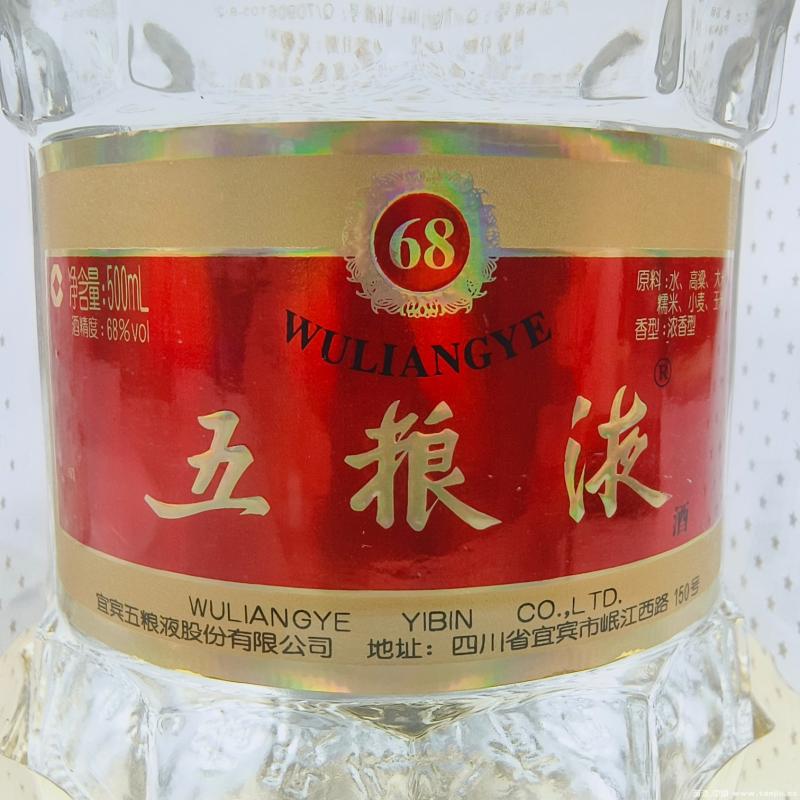 68
净含量:500mL
酒精度:68%vol
原料:水、高粱、大
糯米、小麦、玉
香型:浓香型
WULIANGYE
®
五粮液
酒
WULIANGYE YIBIN CO.,LTD.
宜宾五粮液股份有限公司 地址:四川省宜宾市岷江西路150号